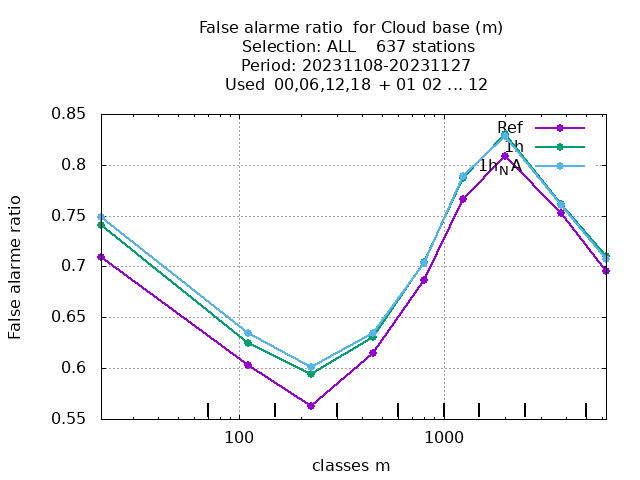 False alarme ratio  for Cloud base (m)
Selection: ALL    637 stations
Period: 20231108-20231127
Used  00,06,12,18 + 01 02 ... 12
0.85
0.8
0.75
0.7
0.65
0.6
0.55
False alarme ratio
Ref
1h
1hNA
100
1000
classes m